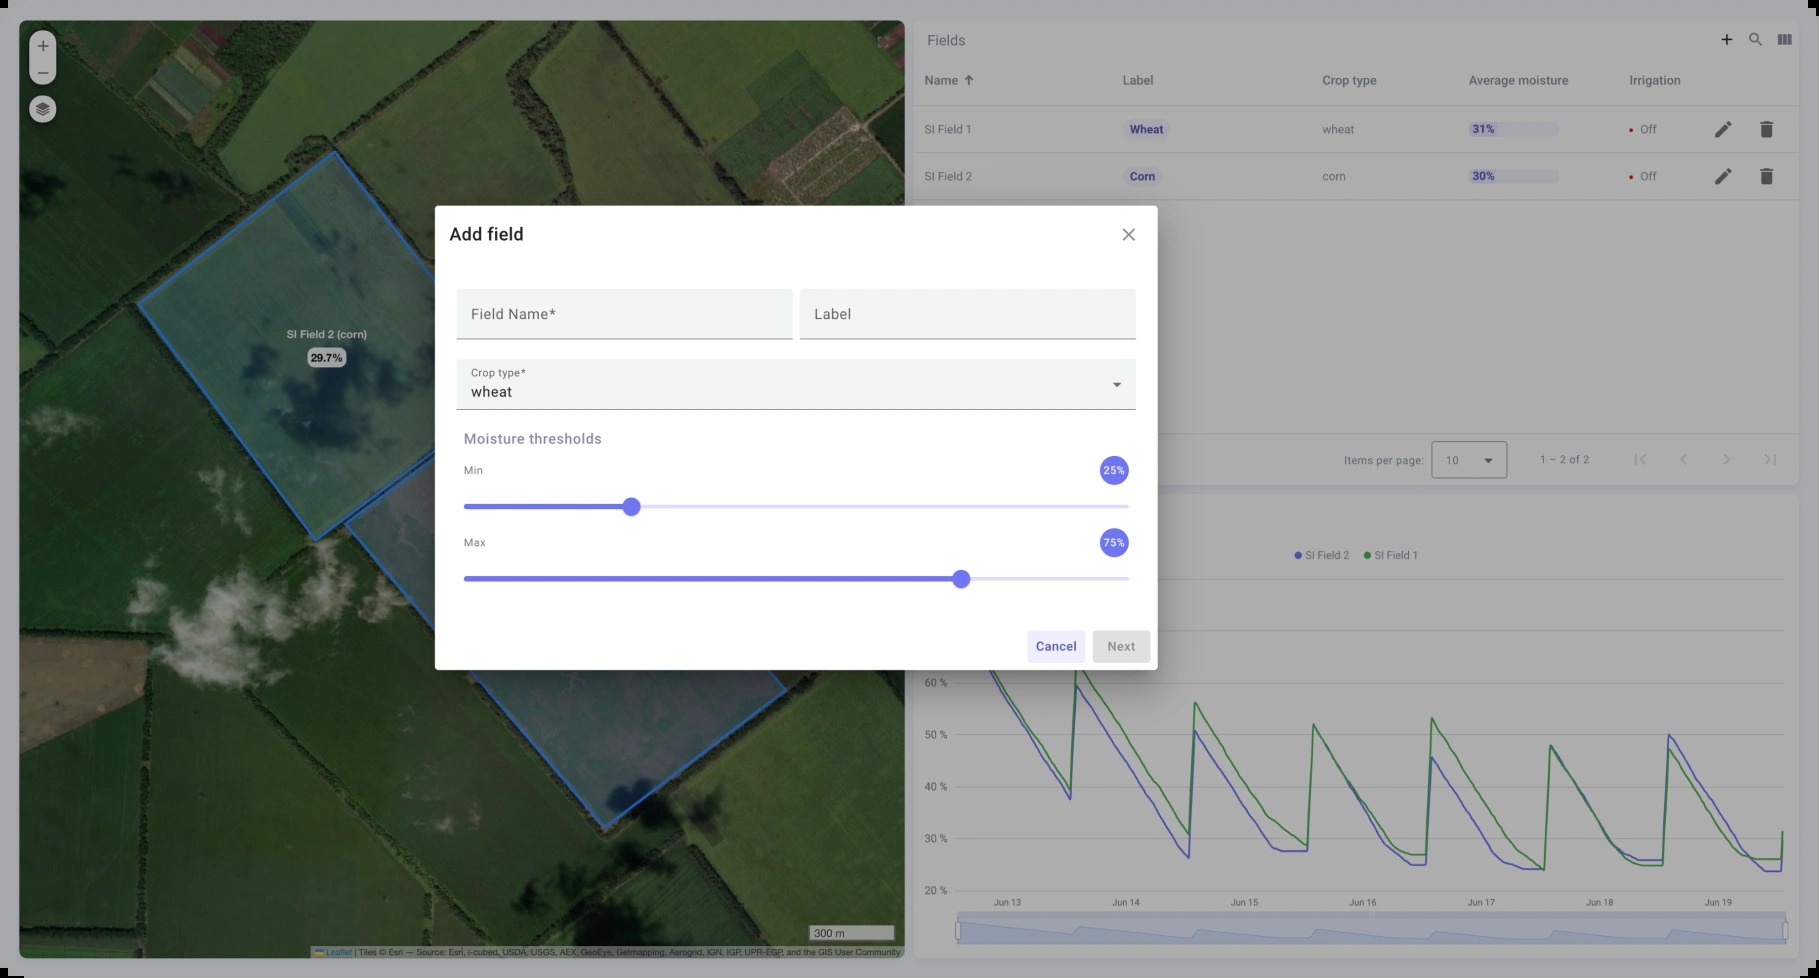 +
−
SI Field 2 (corn)
29.7%
300 m
Leaflet | Tiles © Esri — Source: Esri, i-cubed, USDA, USGS, AEX, GeoEye, Getmapping, Aerogrid, IGN, IGP, UPR-EGP, and the GIS User Community
Fields
Name Label Crop type Average moisture Irrigation
SI Field 1 Wheat wheat 31% Off
SI Field 2 Corn corn 30% Off
Items per page: 10 1 – 2 of 2
Add field
Field Name* Label
Crop type*
wheat
Moisture thresholds
Min 25%
Max 75%
Cancel Next
SI Field 2 SI Field 1
60 %
50 %
40 %
30 %
20 %
Jun 13 Jun 14 Jun 15 Jun 16 Jun 17 Jun 18 Jun 19